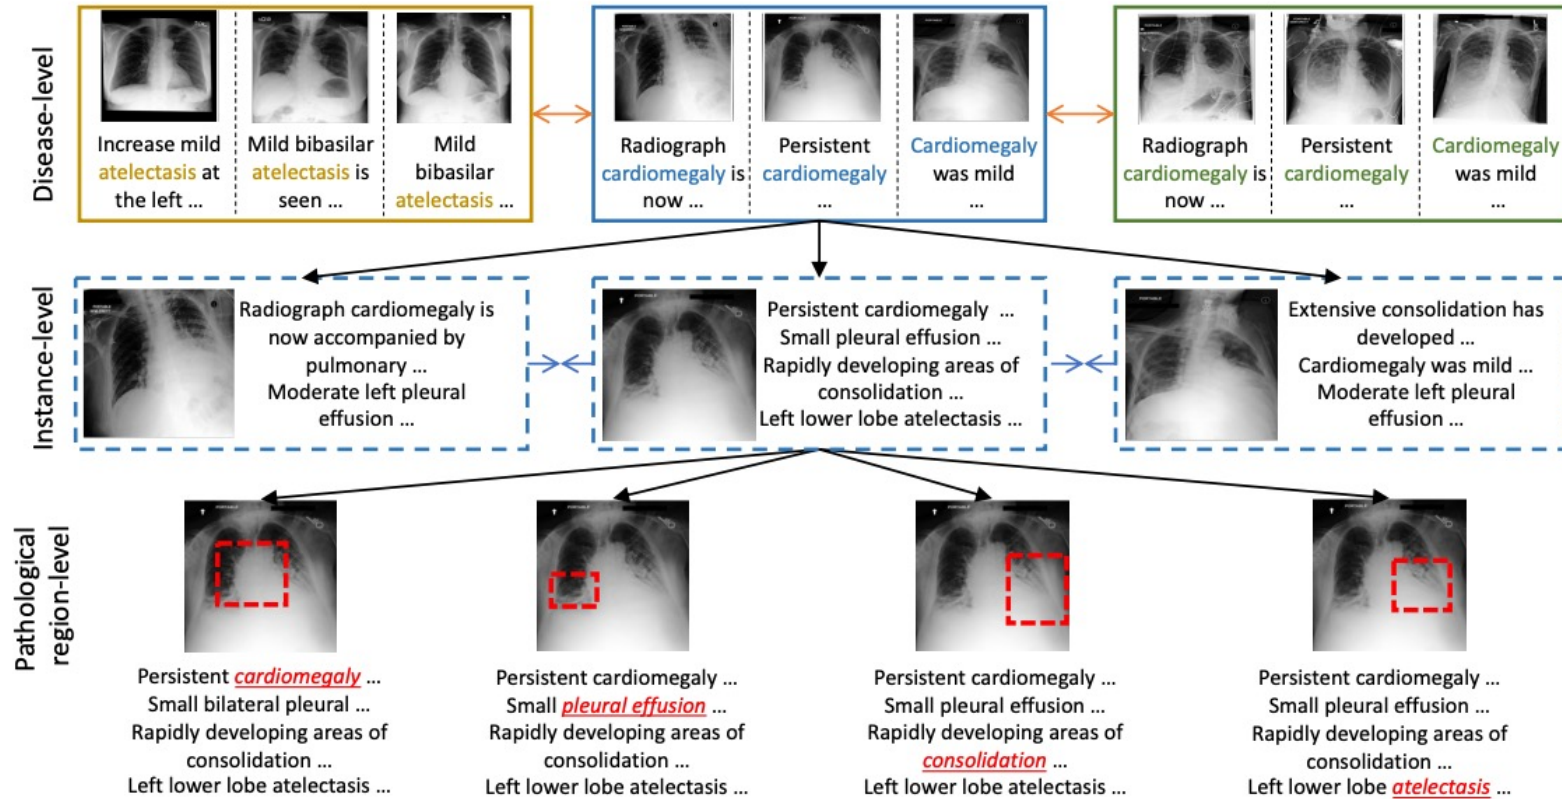 Disease-level
Increase mild
atelectasis at
the left ...
Mild bibasilar
atelectasis is
seen ...
Mild
bibasilar
atelectasis ...
Radiograph
cardiomegaly is
now ...
Persistent
cardiomegaly
...
Cardiomegaly
was mild
...
Radiograph
cardiomegaly is
now ...
Persistent
cardiomegaly
...
Cardiomegaly
was mild
...
Instance-level
Radiograph cardiomegaly is
now accompanied by
pulmonary ...
Moderate left pleural
effusion ...
Persistent cardiomegaly ...
Small pleural effusion ...
Rapidly developing areas of
consolidation ...
Left lower lobe atelectasis ...
Extensive consolidation has
developed ...
Cardiomegaly was mild ...
Moderate left pleural
effusion ...
Pathological
region-level
PORTABLE
Persistent cardiomegaly ...
Small bilateral pleural ...
Rapidly developing areas of
consolidation ...
Left lower lobe atelectasis ...
PORTABLE
Persistent cardiomegaly ...
Small pleural effusion ...
Rapidly developing areas of
consolidation ...
Left lower lobe atelectasis ...
PORTABLE
Persistent cardiomegaly ...
Small pleural effusion ...
Rapidly developing areas of
consolidation ...
Left lower lobe atelectasis ...
PORTABLE
Persistent cardiomegaly ...
Small pleural effusion ...
Rapidly developing areas of
consolidation ...
Left lower lobe atelectasis ...